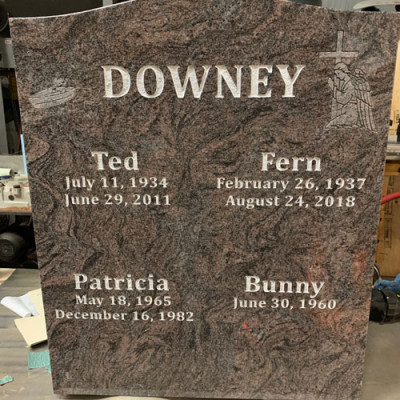 DOWNEY
Ted
July 11, 1934
June 29, 2011
Fern
February 26, 1937
August 24, 2018
Patricia
May 18, 1965
December 16, 1982
Bunny
June 30, 1960